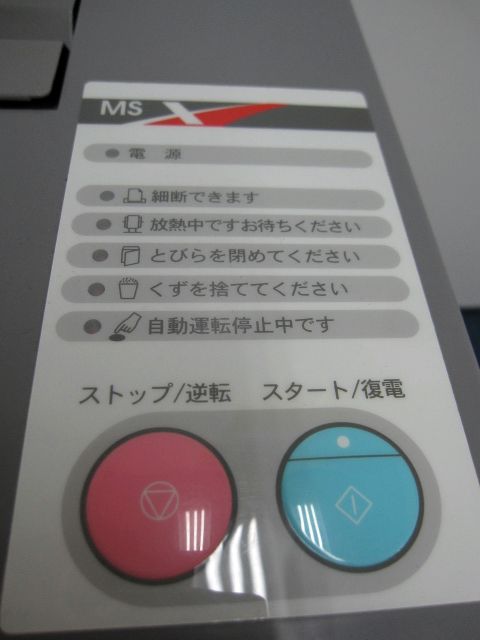 MS X
電源
細断できます
放熱中ですお待ちください
とびらを閉めてください
くずを捨ててください
自動運転停止中です
ストップ/逆転 スタート/復電